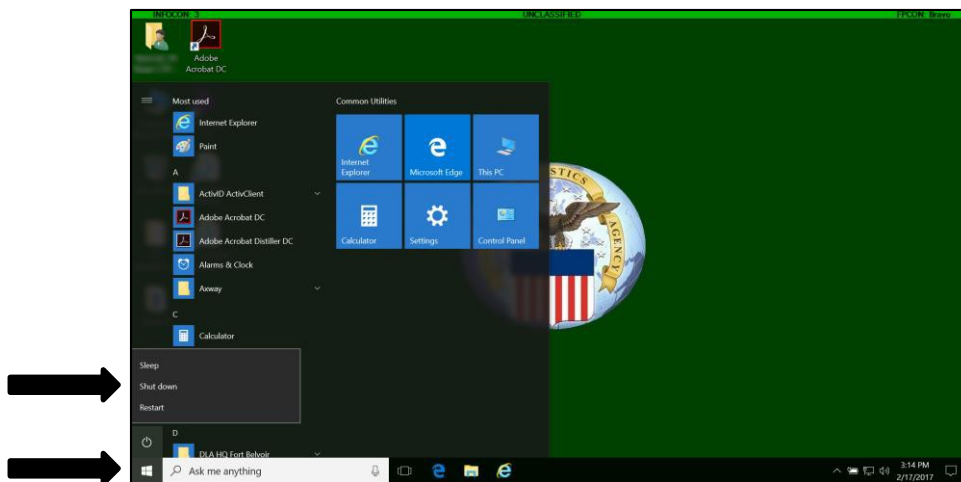 INFOCON: 3
UNCLASSIFIED
FPCON: Bravo
Adobe
Acrobat DC
Most used
Internet Explorer
Paint
A
ActivID ActivClient
Adobe Acrobat DC
Adobe Acrobat Distiller DC
Alarms & Clock
Axway
C
Calculator
Common Utilities
Internet
Explorer
Microsoft Edge
This PC
Calculator
Settings
Control Panel
STICS
AGENCY
Sleep
Shut down
Restart
D
DLA HQ Fort Belvoir
Ask me anything
3:14 PM
2/17/2017